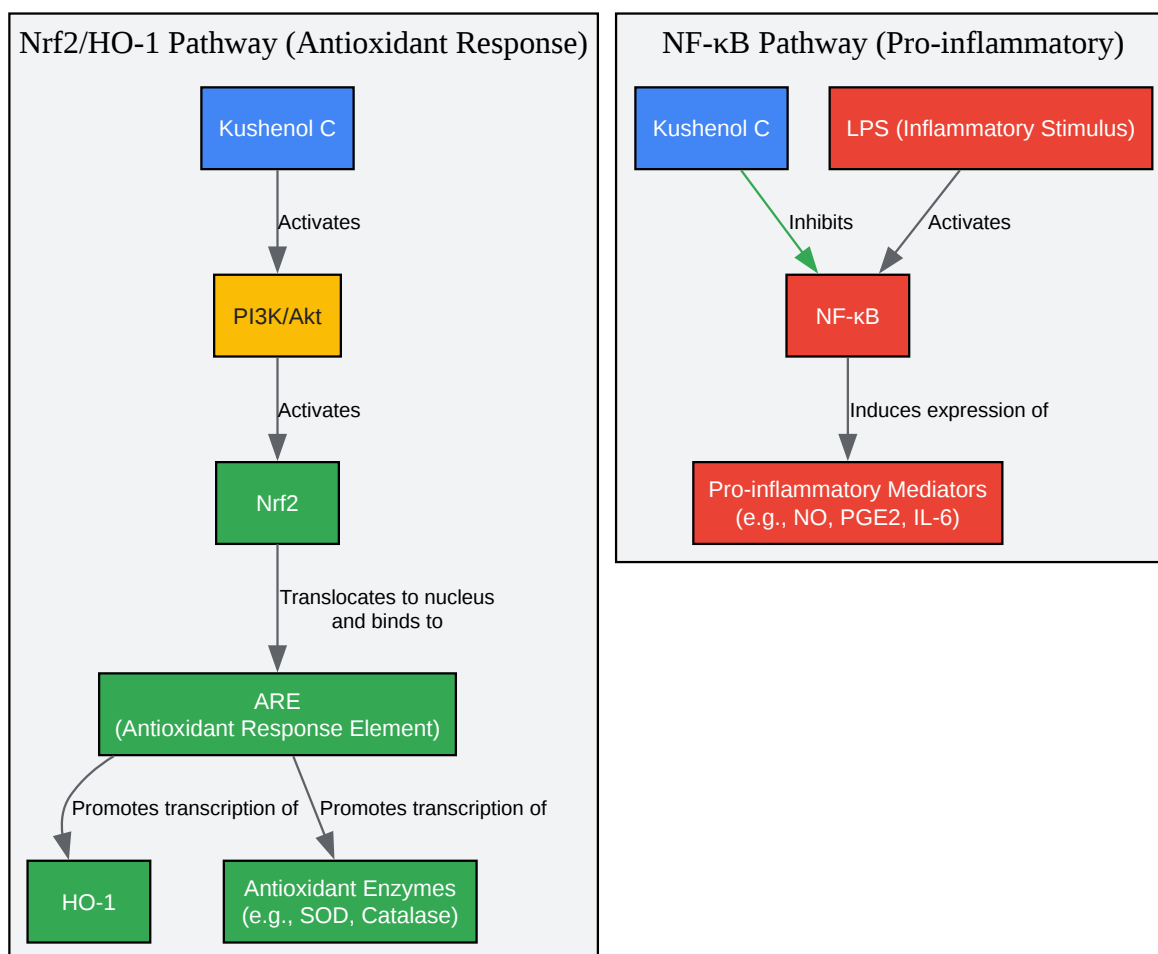 Nrf2/HO-1 Pathway (Antioxidant Response)
Kushenol C
Activates
PI3K/Akt
Activates
Nrf2
Translocates to nucleus
and binds to
ARE
(Antioxidant Response Element)
Promotes transcription of
Promotes transcription of
HO-1
Antioxidant Enzymes
(e.g., SOD, Catalase)
NF-κB Pathway (Pro-inflammatory)
Kushenol C
LPS (Inflammatory Stimulus)
Inhibits
Activates
NF-κB
Induces expression of
Pro-inflammatory Mediators
(e.g., NO, PGE2, IL-6)